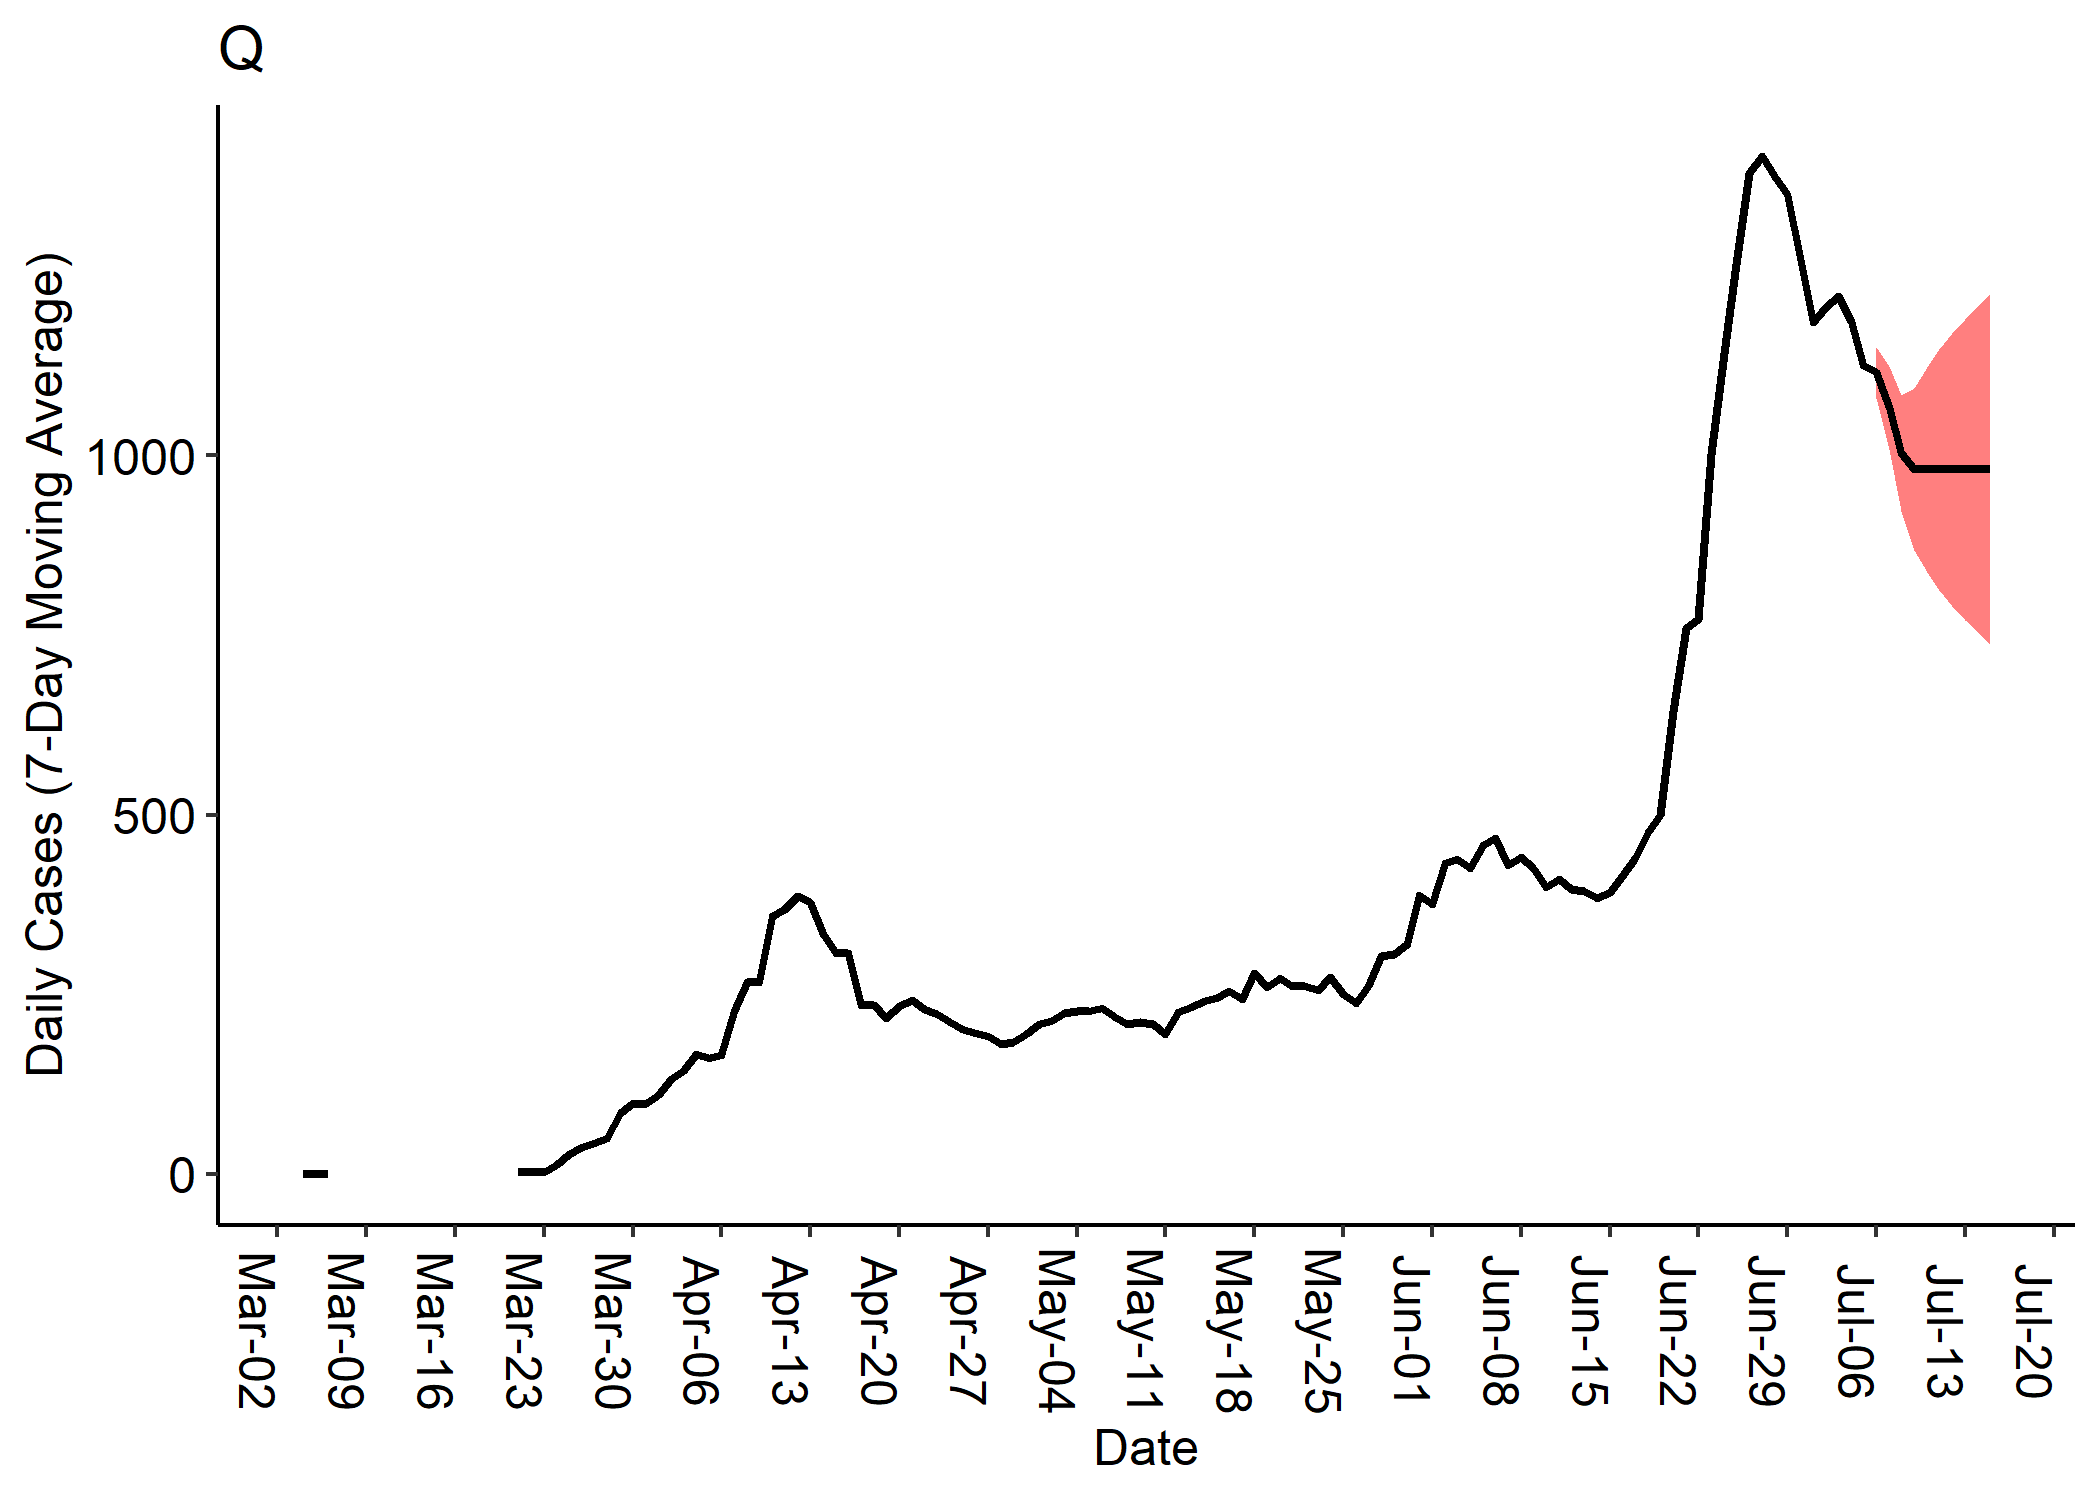 Q
Daily Cases (7-Day Moving Average)
1000
500
0
Mar-02
Mar-09
Mar-16
Mar-23
Mar-30
Apr-06
Apr-13
Apr-20
Apr-27
May-04
May-11
May-18
May-25
Jun-01
Jun-08
Jun-15
Jun-22
Jun-29
Jul-06
Jul-13
Jul-20
Date